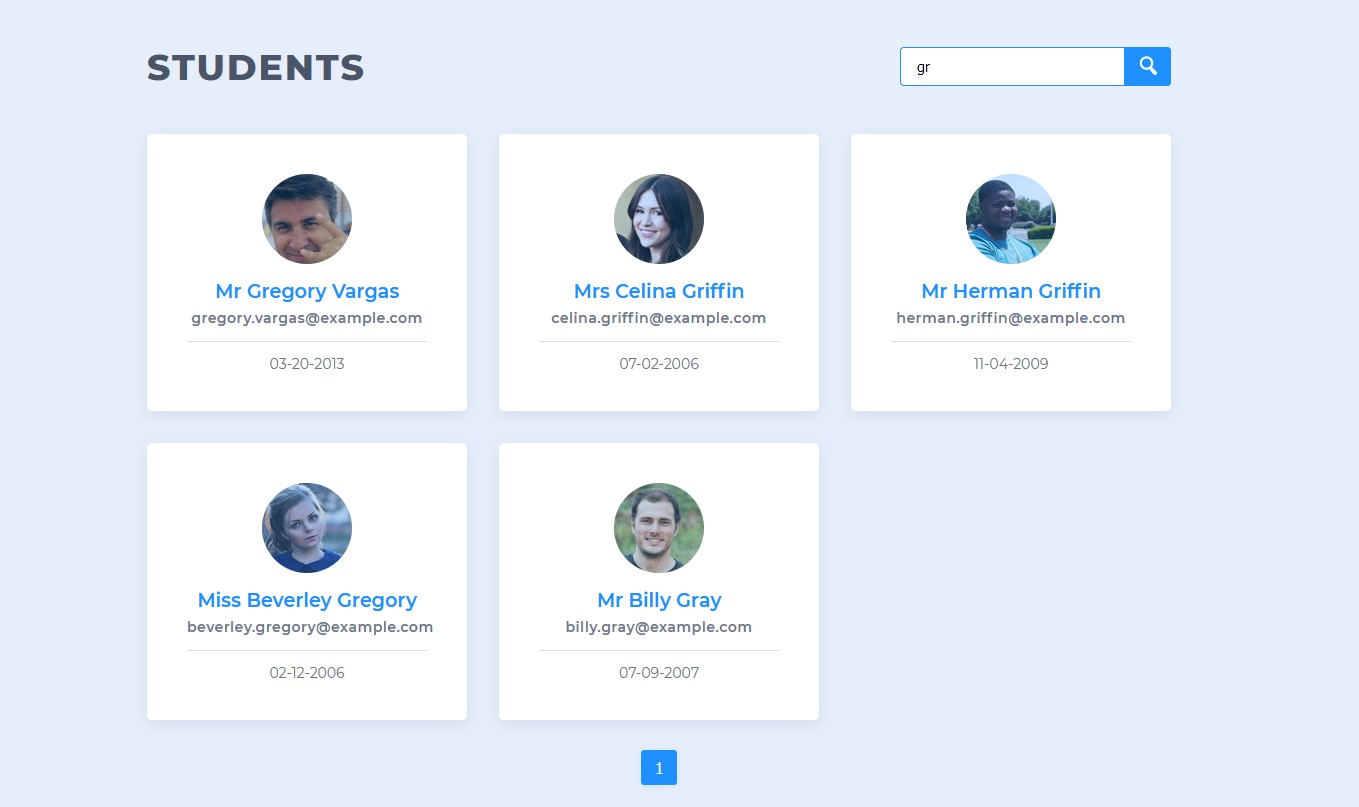 STUDENTS
gr
Mr Gregory Vargas
gregory.vargas@example.com
03-20-2013
Mrs Celina Griffin
celina.griffin@example.com
07-02-2006
Mr Herman Griffin
herman.griffin@example.com
11-04-2009
Miss Beverley Gregory
beverley.gregory@example.com
02-12-2006
Mr Billy Gray
billy.gray@example.com
07-09-2007
1